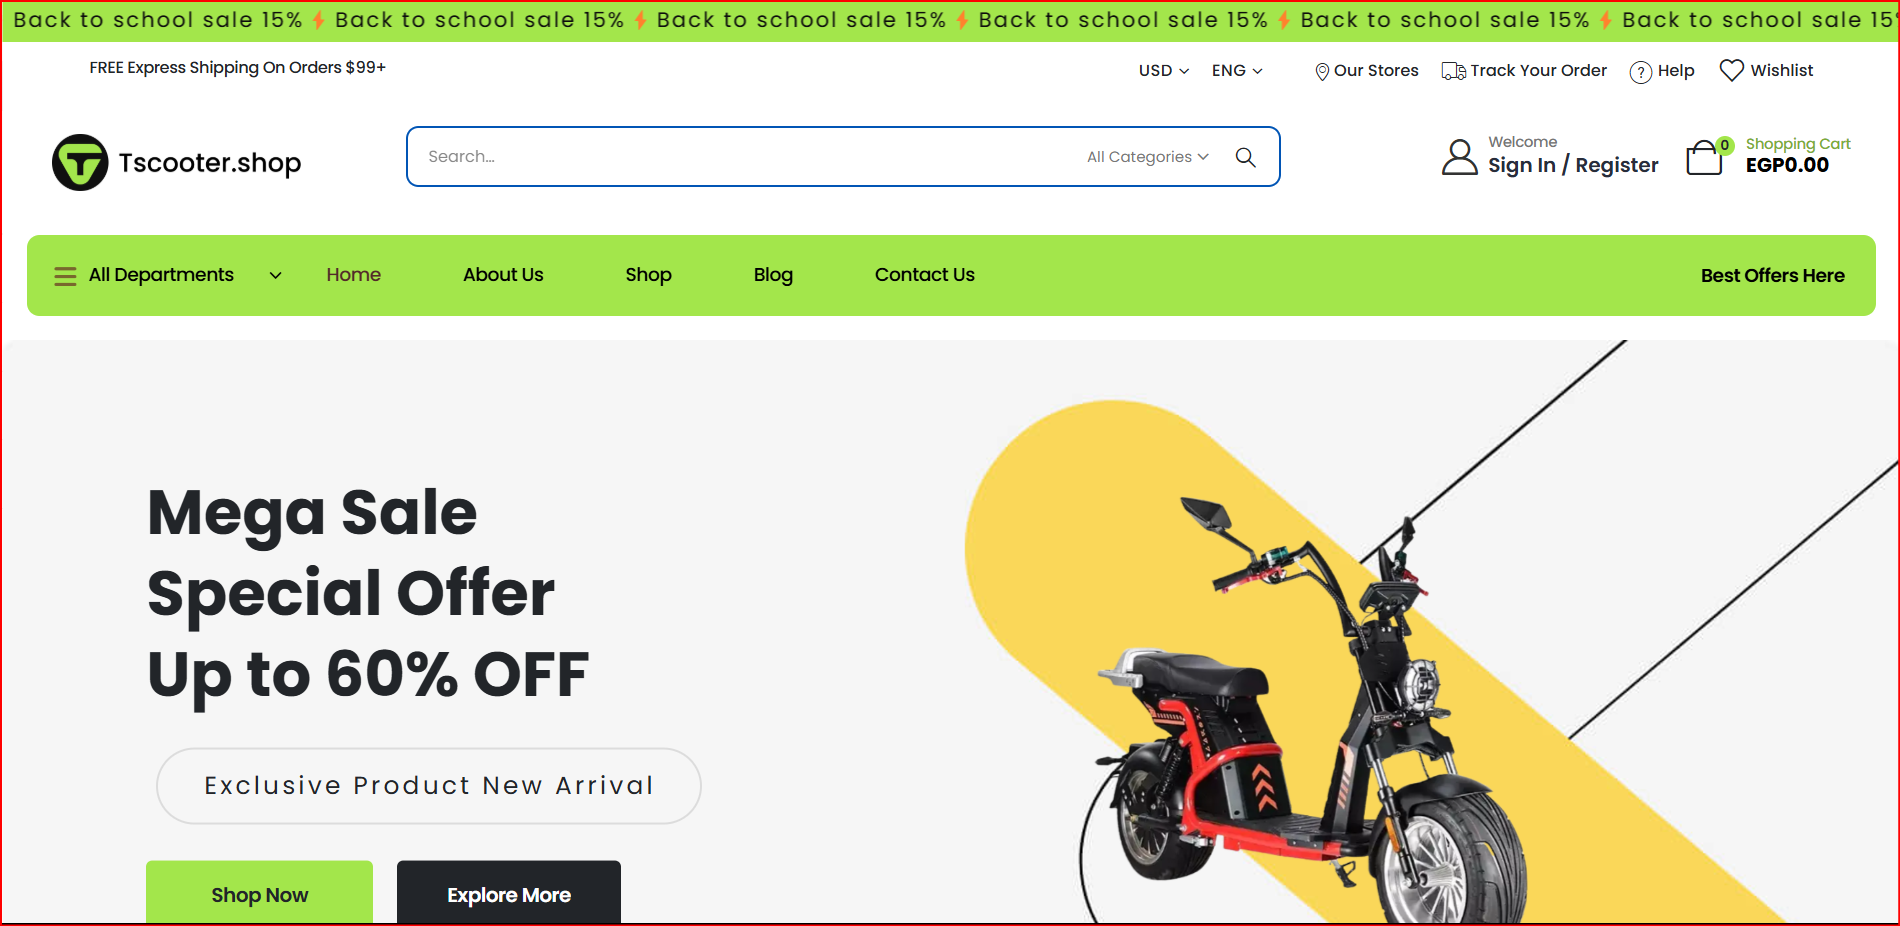 Back to school sale 15% Back to school sale 15% Back to school sale 15% Back to school sale 15% Back to school sale 15% Back to school sale 15
FREE Express Shipping On Orders $99+
USD ENG Our Stores Track Your Order ? Help Wishlist
Tscooter.shop
Search...
All Categories
Welcome
Sign In / Register
0
Shopping Cart
EGP0.00
All Departments Home About Us Shop Blog Contact Us Best Offers Here
Mega Sale
Special Offer
Up to 60% OFF
Exclusive Product New Arrival
Shop Now
Explore More